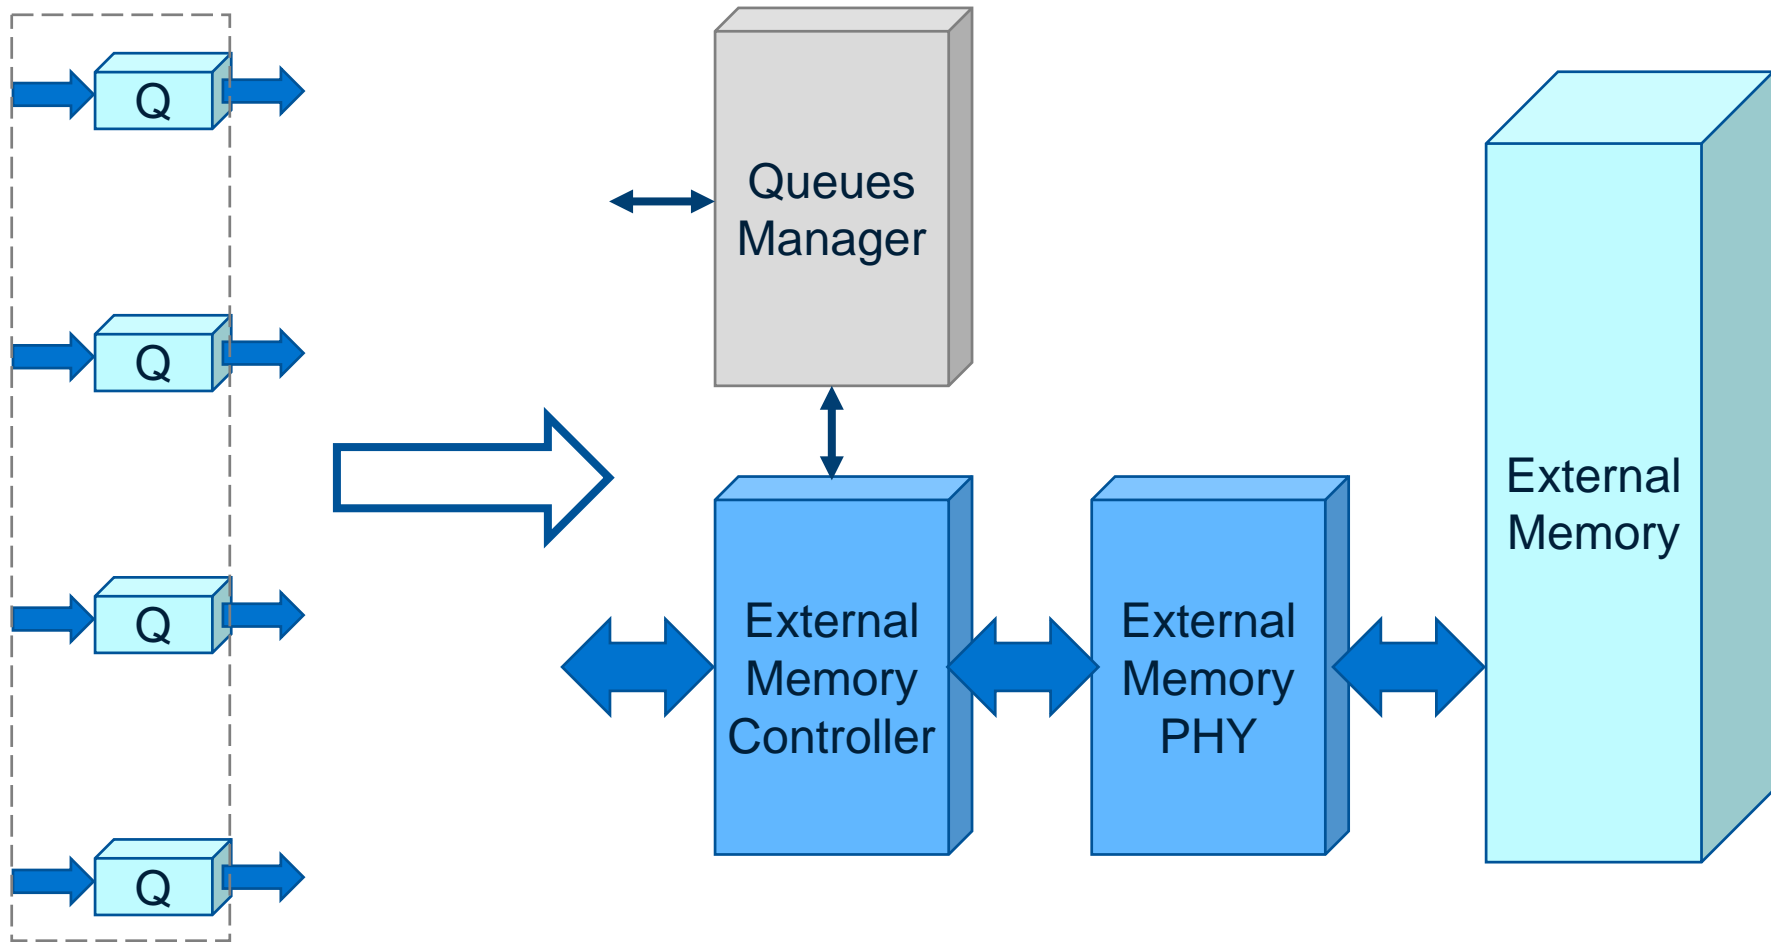 Q
Q
Q
Q
Queues
Manager
External
Memory
Controller
External
Memory
PHY
External
Memory